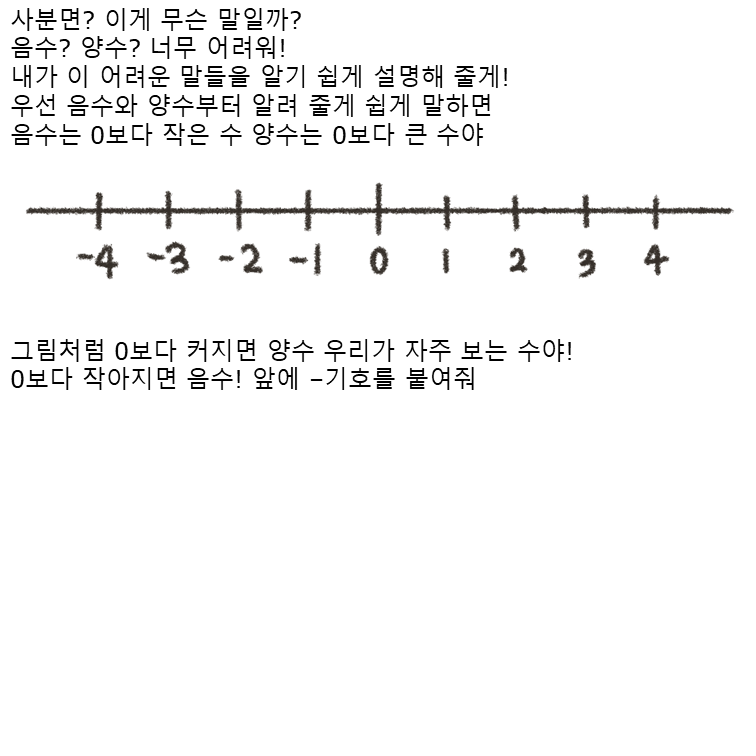 사분면? 이게 무슨 말일까?
음수? 양수? 너무 어려워!
내가 이 어려운 말들을 알기 쉽게 설명해 줄게!
우선 음수와 양수부터 알려 줄게 쉽게 말하면
음수는 0보다 작은 수 양수는 0보다 큰 수야
-4 -3 -2 -1 0 1 2 3 4
그림처럼 0보다 커지면 양수 우리가 자주 보는 수야!
0보다 작아지면 음수! 앞에 –기호를 붙여줘